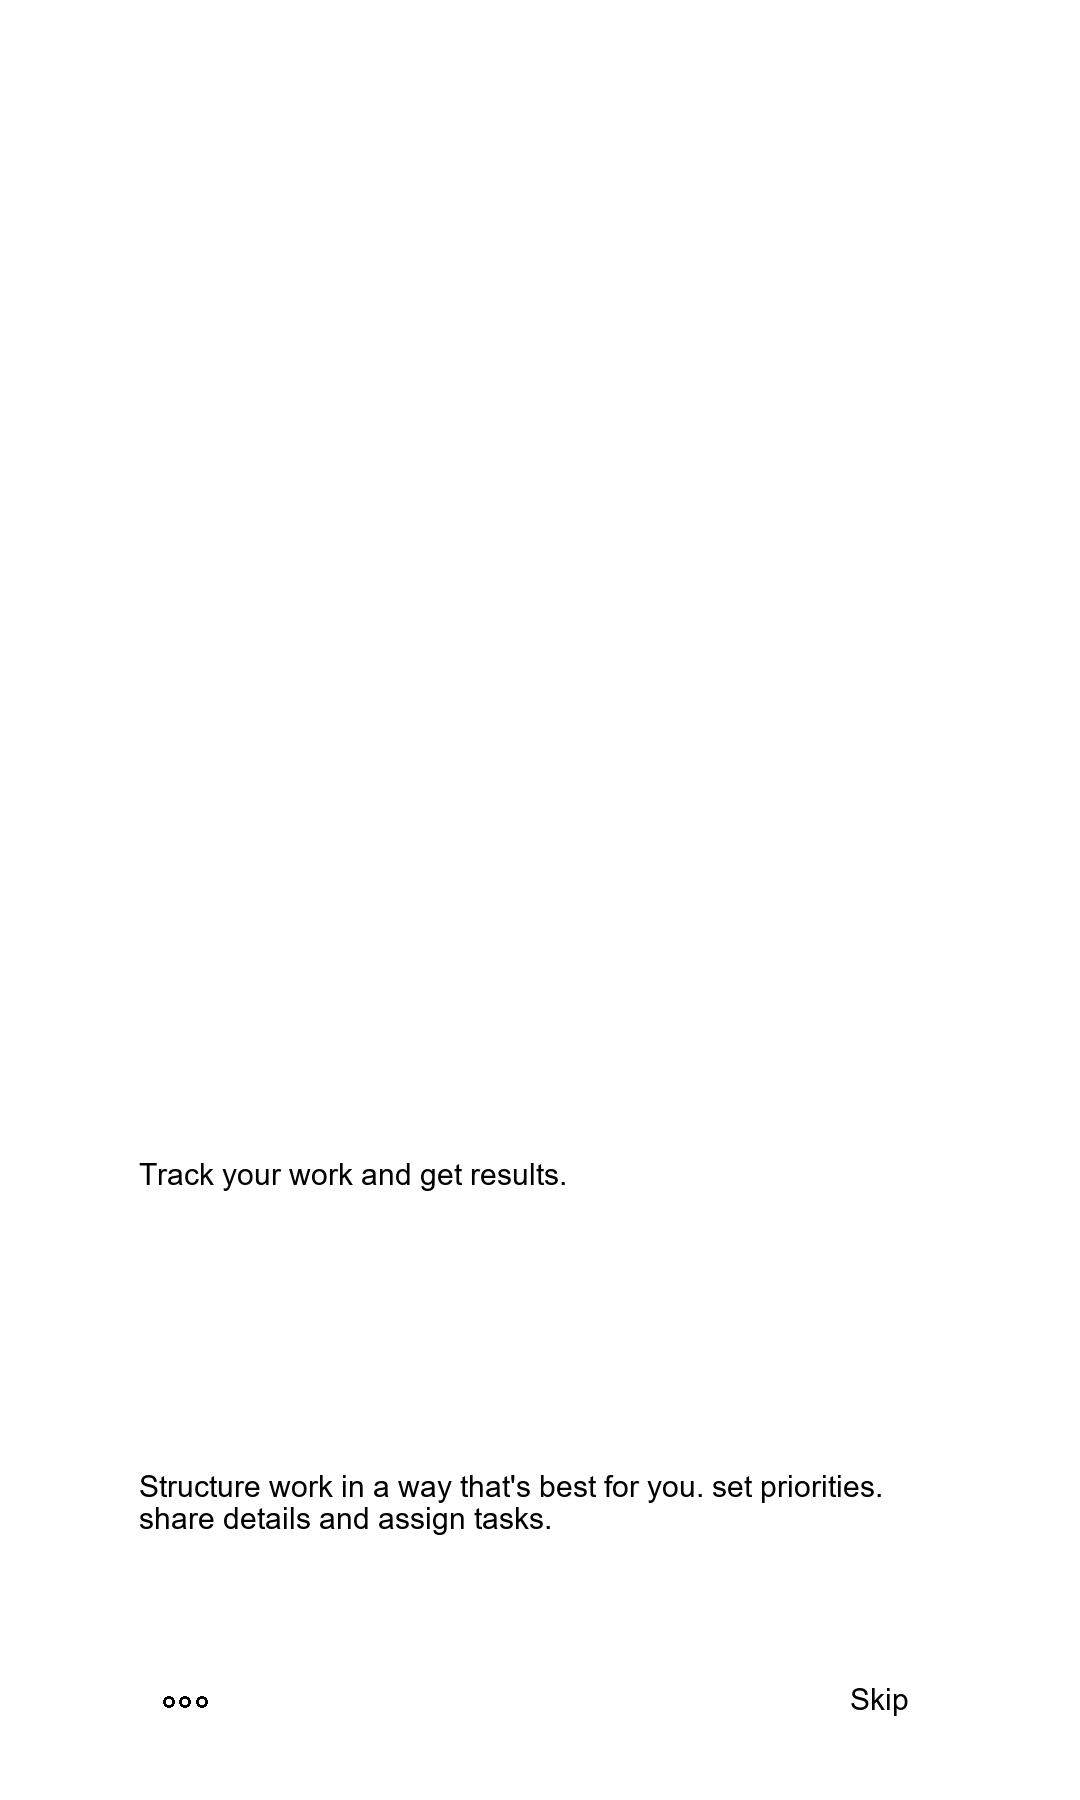 Track your work and get results.
Structure work in a way that's best for you. set priorities.
share details and assign tasks.
Skip